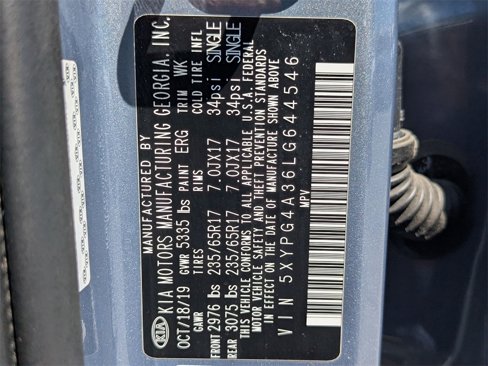 MANUFACTURED BY
KIA KIA MOTORS MANUFACTURING GEORGIA, INC.
OCT/18/19 GVWR 5835 lbs PAINT ERG TRIM WK
GAWR TIRES RIMS COLD TIRE INFL
FRONT 2976 lbs 235/65R17 7.0JX17 34psi SINGLE
REAR 3075 lbs 235/65R17 7.0JX17 34psi SINGLE
THIS VEHICLE CONFORMS TO ALL APPLICABLE U.S.A. FEDERAL
MOTOR VEHICLE SAFETY AND THEFT PREVENTION STANDARDS
IN EFFECT ON THE DATE OF MANUFACTURE SHOWN ABOVE
VIN 5XYPG4A36LG644546
MPV